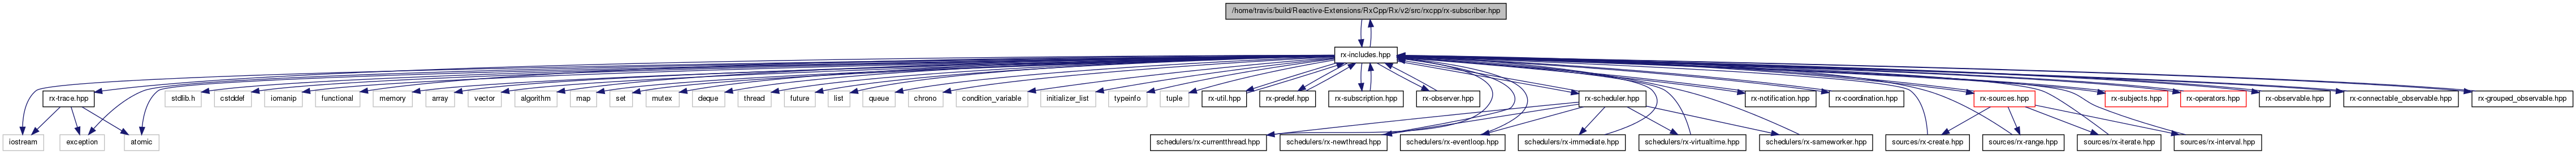 /home/travis/build/Reactive-Extensions/RxCpp/Rx/v2/src/rxcpp/rx-subscriber.hpp
rx-includes.hpp
rx-trace.hpp
stdlib.h
cstddef
iomanip
functional
memory
array
vector
algorithm
map
set
mutex
deque
thread
future
list
queue
chrono
condition_variable
initializer_list
typeinfo
tuple
rx-util.hpp
rx-predef.hpp
rx-subscription.hpp
rx-observer.hpp
rx-scheduler.hpp
rx-notification.hpp
rx-coordination.hpp
rx-sources.hpp
rx-subjects.hpp
rx-operators.hpp
rx-observable.hpp
rx-connectable_observable.hpp
rx-grouped_observable.hpp
iostream
exception
atomic
schedulers/rx-currentthread.hpp
schedulers/rx-newthread.hpp
schedulers/rx-eventloop.hpp
schedulers/rx-immediate.hpp
schedulers/rx-virtualtime.hpp
schedulers/rx-sameworker.hpp
sources/rx-create.hpp
sources/rx-range.hpp
sources/rx-iterate.hpp
sources/rx-interval.hpp